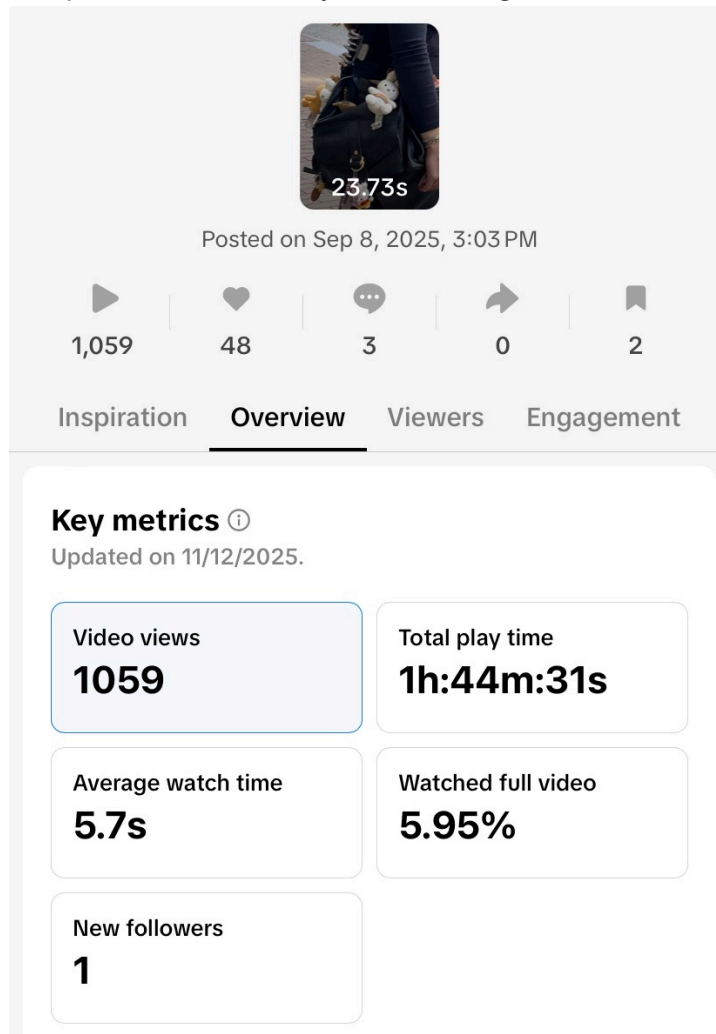 23.73s
Posted on Sep 8, 2025, 3:03 PM
1,059 48 3 0 2
Inspiration Overview Viewers Engagement
Key metrics
Updated on 11/12/2025.
Video views
1059
Total play time
1h:44m:31s
Average watch time
5.7s
Watched full video
5.95%
New followers
1